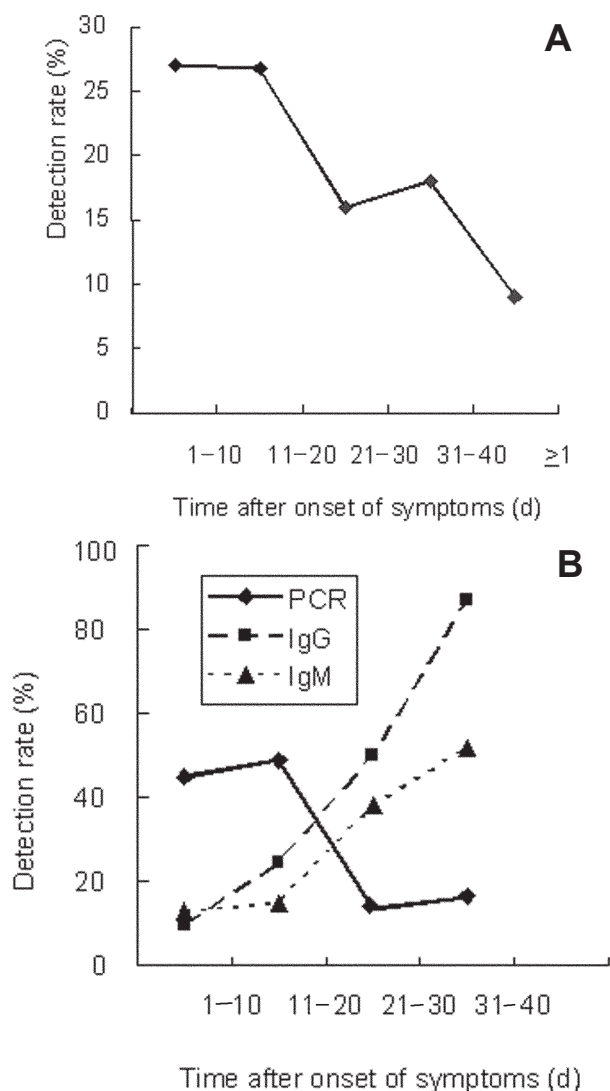 A
Detection rate (%)
30
25
20
15
10
5
0
1–10 11–20 21–30 31–40 ≥1
Time after onset of symptoms (d)
B
Detection rate (%)
100
80
60
40
20
0
PCR
IgG
IgM
1–10 11–20 21–30 31–40
Time after onset of symptoms (d)